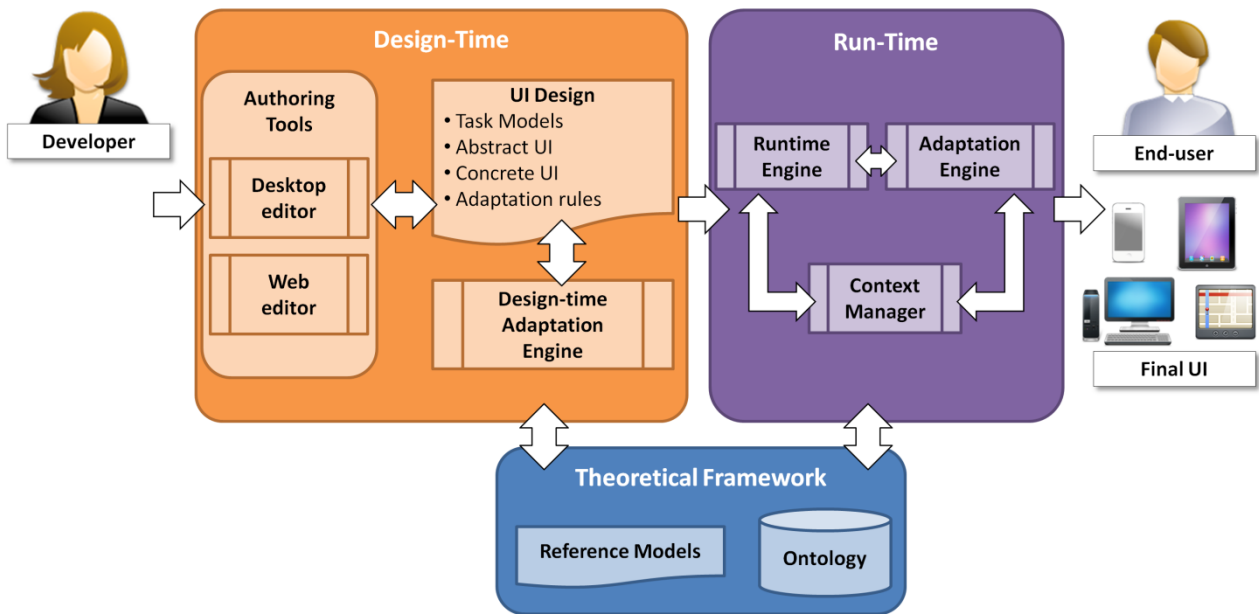 Developer
Design-Time
Authoring
Tools
Desktop
editor
Web
editor
UI Design
• Task Models
• Abstract UI
• Concrete UI
• Adaptation rules
Design-time
Adaptation
Engine
Run-Time
Runtime
Engine
Adaptation
Engine
Context
Manager
End-user
Final UI
Theoretical Framework
Reference Models
Ontology